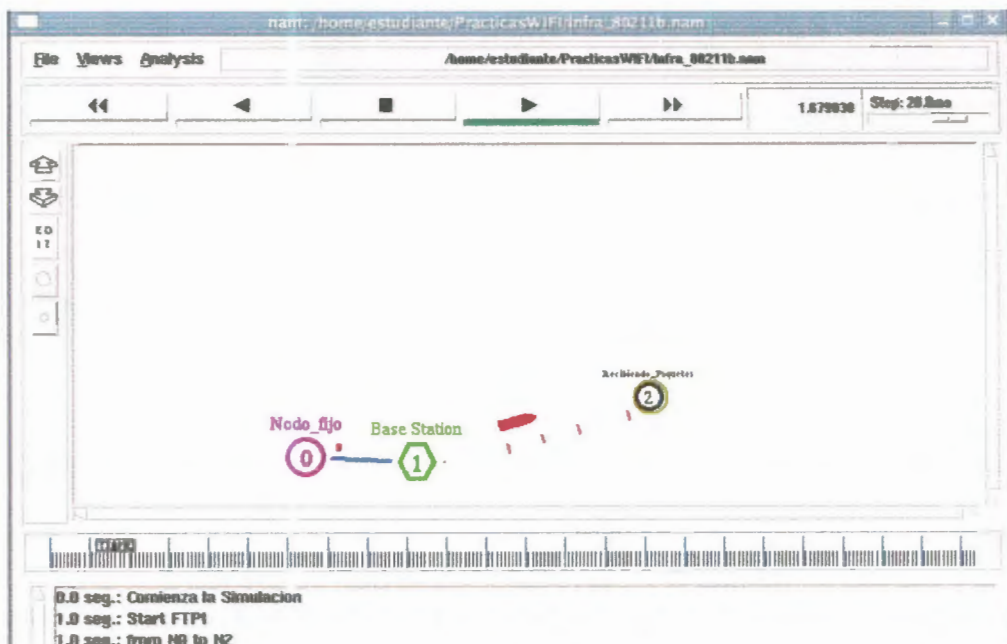 nam: /home/estudiante/PracticasWIFI/infra_80211b.nam
File Views Analysis /home/estudiante/PracticasWIFI/infra_80211b.nam
Step: 20.0ms
ED
IT
Recibiendo_Paquetes
2
Nodo_fijo Base Station
0 1
0.0 seg.: Comienza la Simulacion
1.0 seg.: Start FTP1
1.0 seg.: from N0 to N2